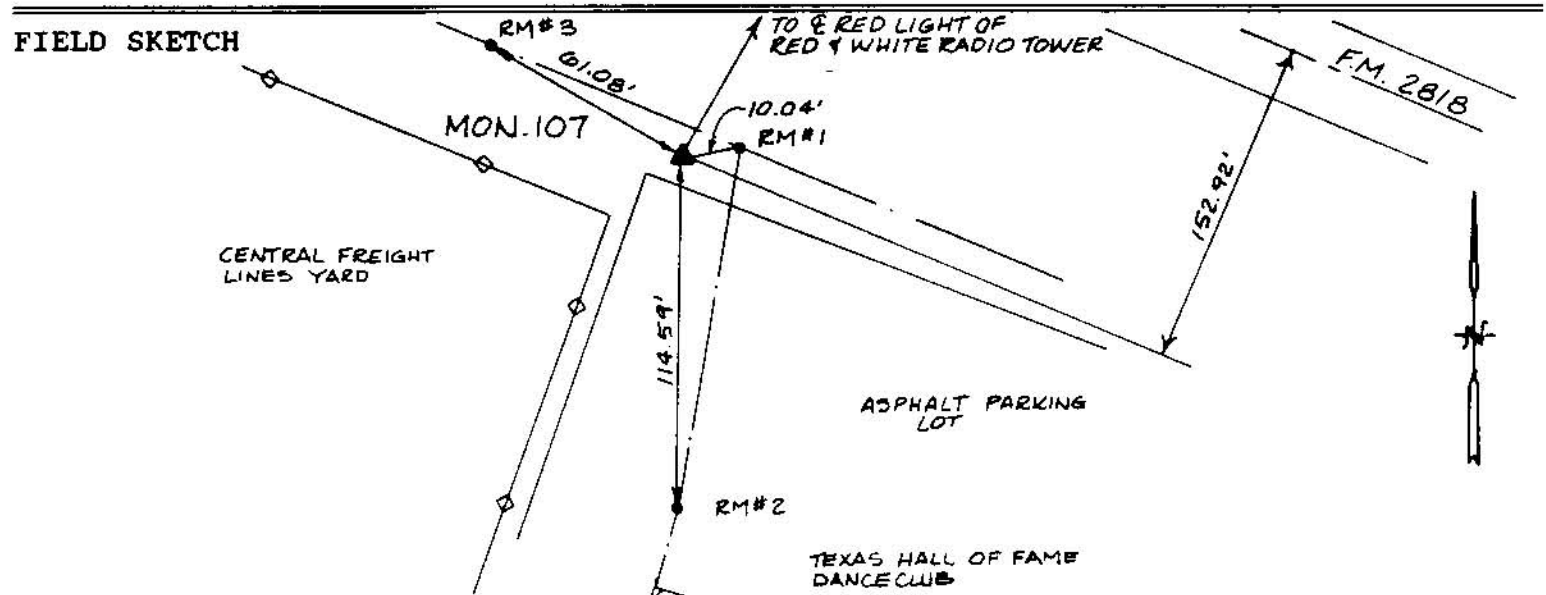 FIELD SKETCH
RM#3
TO ℄ RED LIGHT OF
RED & WHITE RADIO TOWER
F.M. 2818
61.08'
10.04'
MON. 107
RM#1
152.92'
CENTRAL FREIGHT
LINES YARD
114.59'
N
ASPHALT PARKING
LOT
RM#2
TEXAS HALL OF FAME
DANCE CLUB